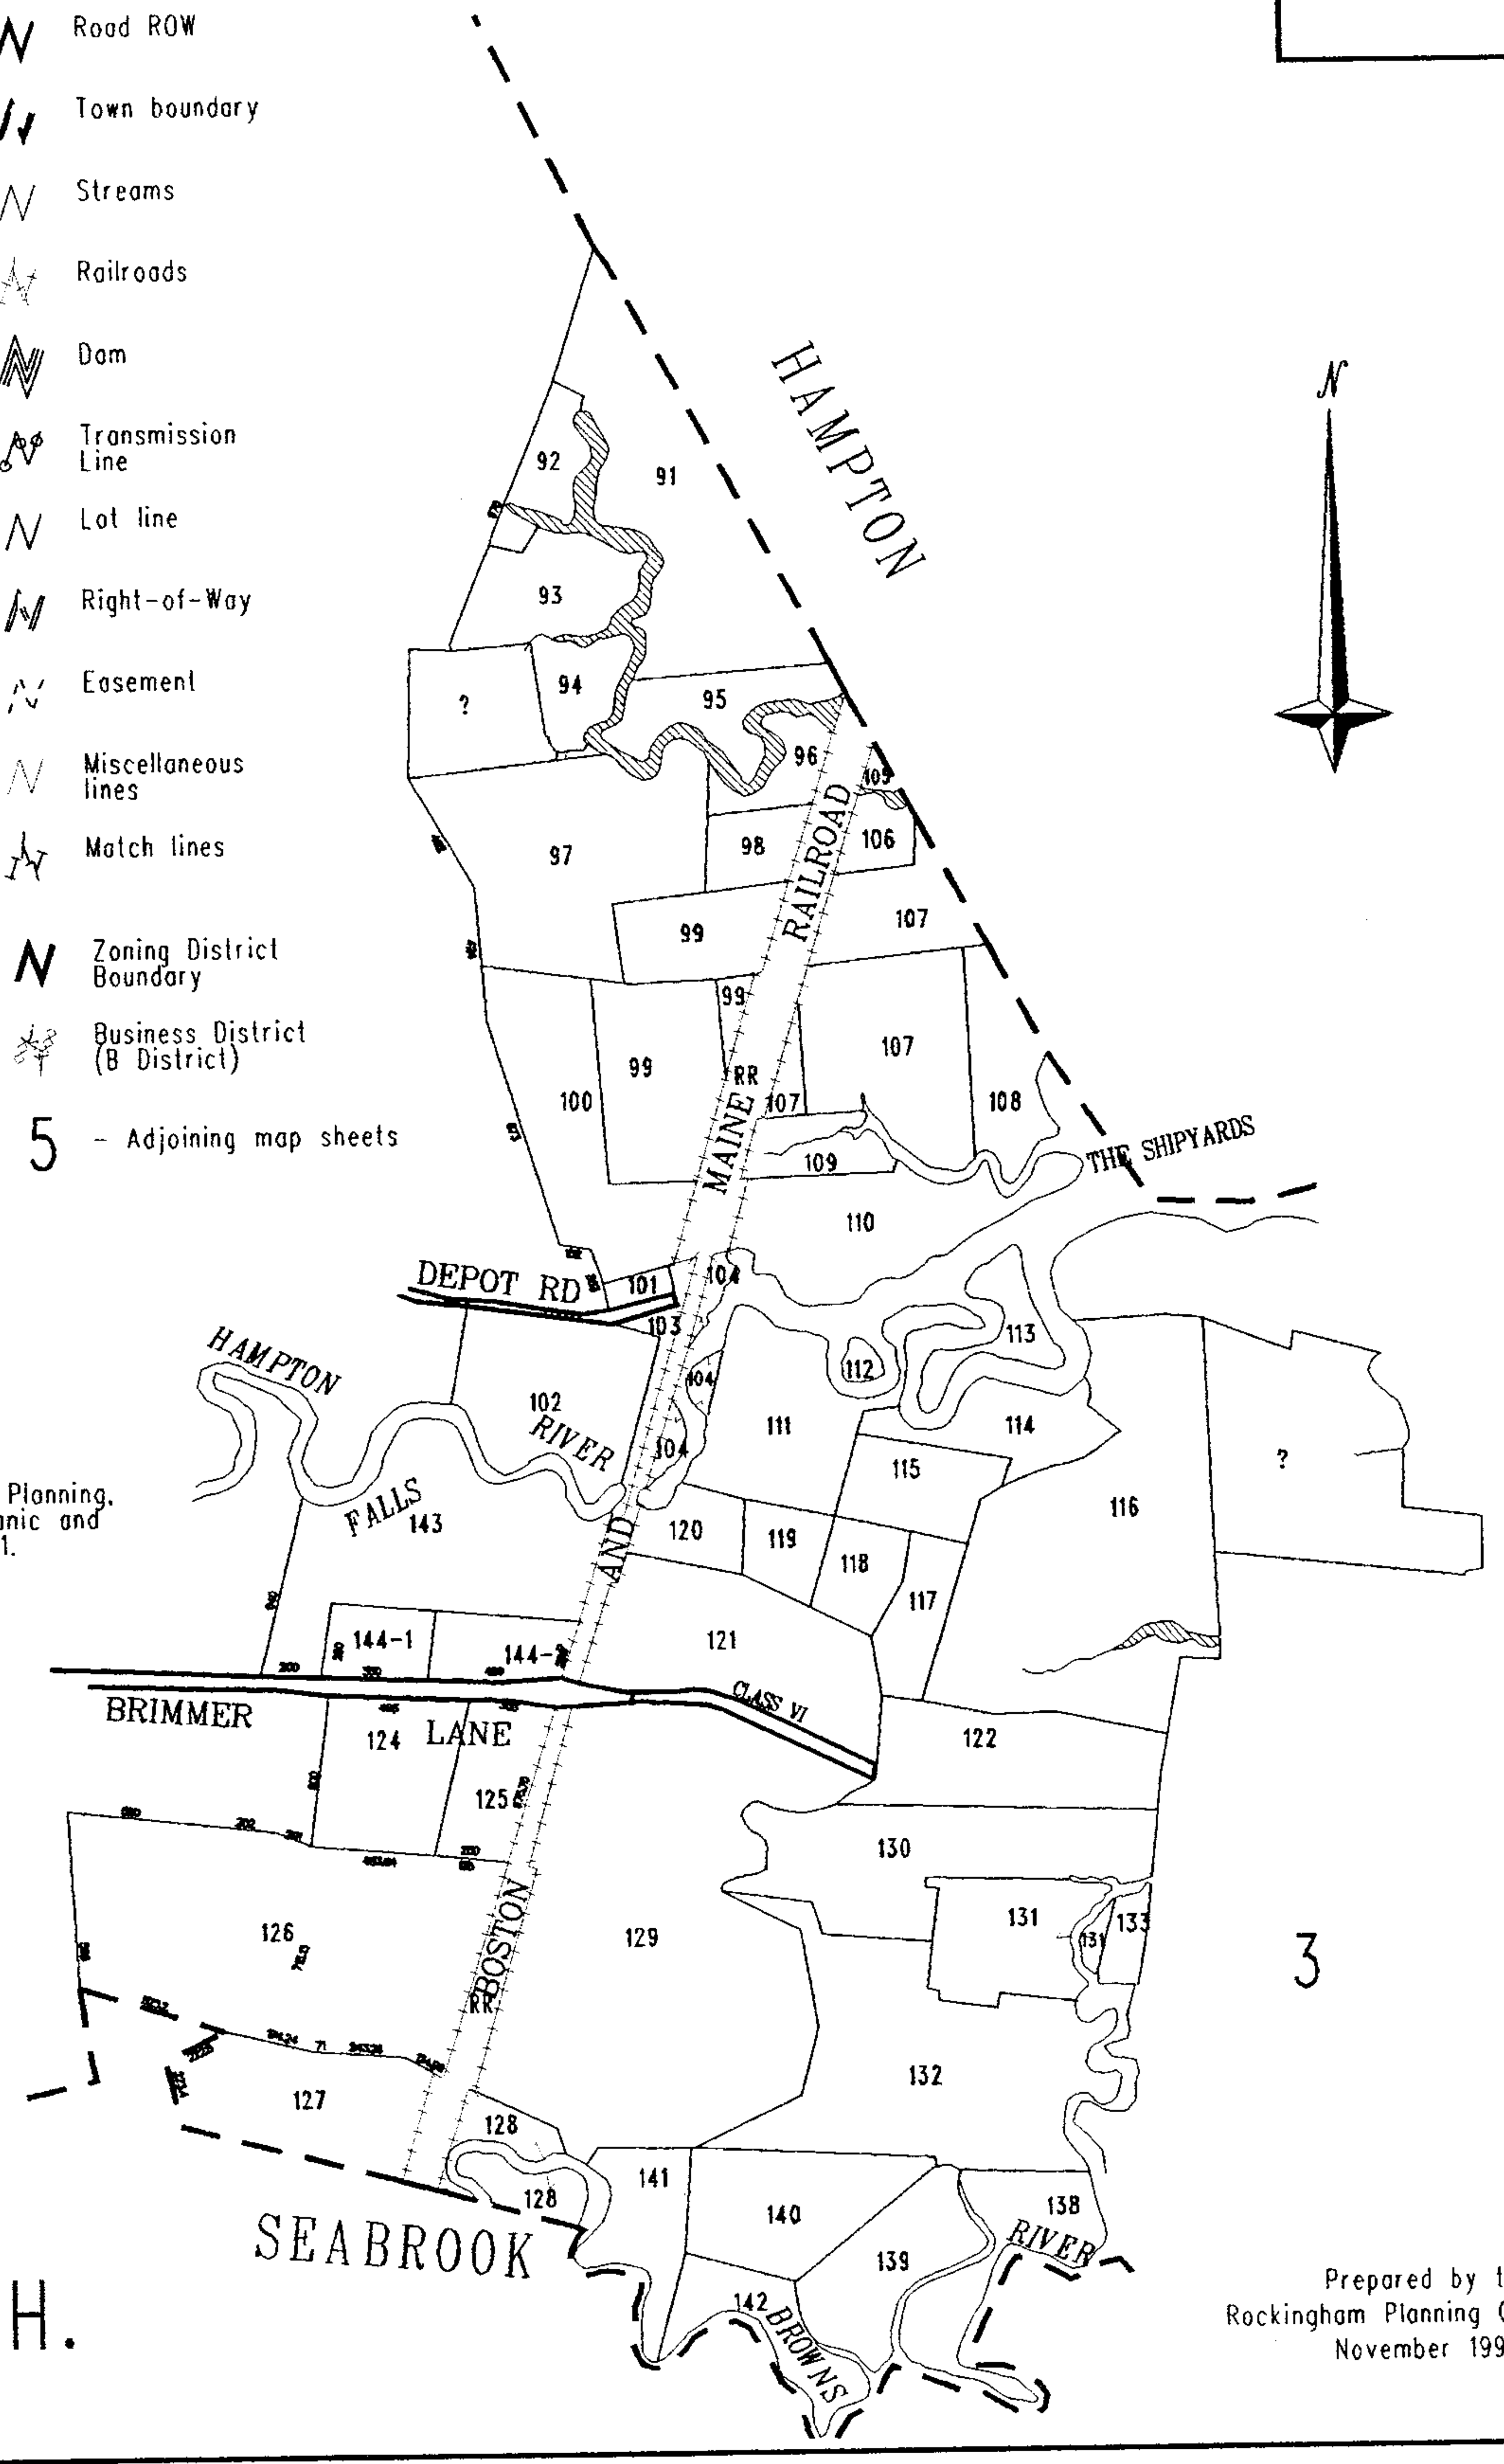 Road ROW
Town boundary
Streams
Railroads
Dam
Transmission
Line
Lot line
Right-of-Way
Easement
Miscellaneous
lines
Match lines
Zoning District
Boundary
Business District
(B District)
5 - Adjoining map sheets
N
HAMPTON
92
91
93
94
?
95
96
105
97
98
106
RAILROAD
99
107
99
99
107
100
RR
107
108
MAINE
109
THE SHIPYARDS
110
DEPOT RD
101
104
103
113
HAMPTON
112
104
102
111
114
RIVER
104
115
?
Planning,
anic and
1.
FALLS
143
116
120
119
AND
118
117
144-1
144-
121
200
CLASS VI
BRIMMER
LANE
124
122
125
130
126
129
131
133
131
3
BOSTON
RR
71
132
127
128
141
128
138
140
SEABROOK
RIVER
139
142
BROWNS
H.
Prepared by t
Rockingham Planning
November 199